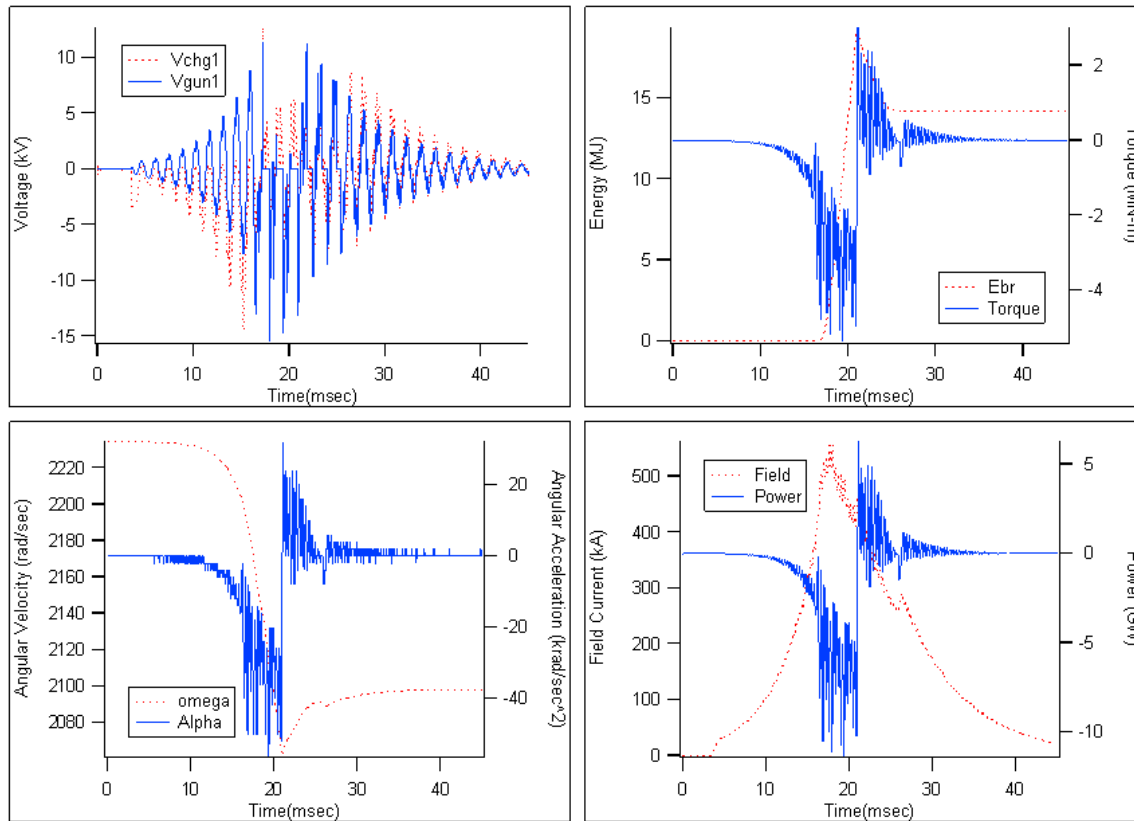 10
5
0
-5
-10
-15
Voltage (kV)
Vchg1
Vgun1
0
10
20
30
40
Time(msec)
15
10
5
0
Energy (MJ)
2
0
-2
-4
Torque (MN-m)
Ebr
Torque
0
10
20
30
40
Time(msec)
2220
2200
2180
2160
2140
2120
2100
2080
Angular Velocity (rad/sec)
20
0
-20
-40
Angular Acceleration (krad/sec^2)
omega
Alpha
0
10
20
30
40
Time(msec)
500
400
300
200
100
0
Field Current (kA)
5
0
-5
-10
Power (GW)
Field
Power
0
10
20
30
40
Time(msec)